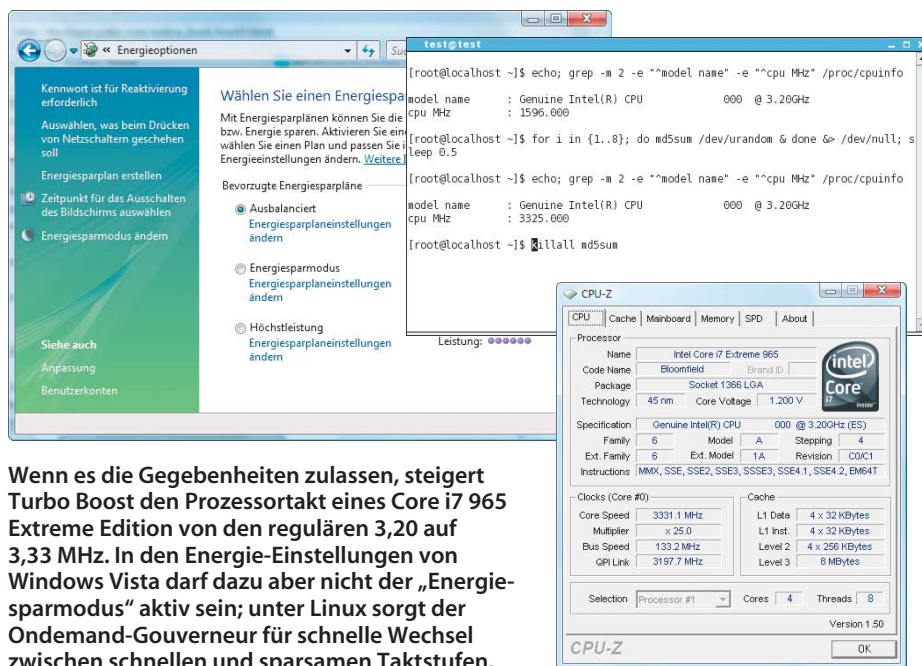 Energieoptionen
Kennwort ist für Reaktivierung
erforderlich
Auswählen, was beim Drücken
von Netzschaltern geschehen
soll
Energiesparplan erstellen
Zeitpunkt für das Ausschalten
des Bildschirms auswählen
Energiesparmodus ändern
Siehe auch
Anpassung
Benutzerkonten
Wählen Sie einen Energiespa
Mit Energiesparplänen können Sie die
bzw. Energie sparen. Aktivieren Sie ein
wählen Sie einen Plan und passen Sie i
Energieeinstellungen ändern. Weitere
Bevorzugte Energiesparpläne
Ausbalanciert
Energiesparplaneinstellungen
ändern
Energiesparmodus
Energiesparplaneinstellungen
ändern
Höchstleistung
Energiesparplaneinstellungen
ändern
Leistung:
test@test
[root@localhost ~]$ echo; grep -m 2 -e "^model name" -e "^cpu MHz" /proc/cpuinfo
model name : Genuine Intel(R) CPU 000 @ 3.20GHz
cpu MHz : 1596.000
[root@localhost ~]$ for i in {1..8}; do md5sum /dev/urandom & done &> /dev/null; s
leep 0.5
[root@localhost ~]$ echo; grep -m 2 -e "^model name" -e "^cpu MHz" /proc/cpuinfo
model name : Genuine Intel(R) CPU 000 @ 3.20GHz
cpu MHz : 3325.000
[root@localhost ~]$ killall md5sum
CPU-Z
CPU Cache Mainboard Memory SPD About
Processor
Name Intel Core i7 Extreme 965
Code Name Bloomfield Brand ID
Package Socket 1366 LGA
Technology 45 nm Core Voltage 1.200 V
(intel)
Core
i7 inside
Specification Genuine Intel(R) CPU 000 @ 3.20GHz (ES)
Family 6 Model A Stepping 4
Ext. Family 6 Ext. Model 1A Revision C0/C1
Instructions MMX, SSE, SSE2, SSE3, SSSE3, SSE4.1, SSE4.2, EM64T
Clocks (Core #0)
Core Speed 3331.1 MHz
Multiplier x 25.0
Bus Speed 133.2 MHz
QPI Link 3197.7 MHz
Cache
L1 Data 4 x 32 KBytes
L1 Inst. 4 x 32 KBytes
Level 2 4 x 256 KBytes
Level 3 8 MBytes
Selection Processor #1 Cores 4 Threads 8
Version 1.50
CPU-Z OK
Wenn es die Gegebenheiten zulassen, steigert
Turbo Boost den Prozessortakt eines Core i7 965
Extreme Edition von den regulären 3,20 auf
3,33 MHz. In den Energie-Einstellungen von
Windows Vista darf dazu aber nicht der „Energie-
sparmodus“ aktiv sein; unter Linux sorgt der
Ondemand-Gouverneur für schnelle Wechsel
zwischen schnellen und sparsamen Taktstufen.